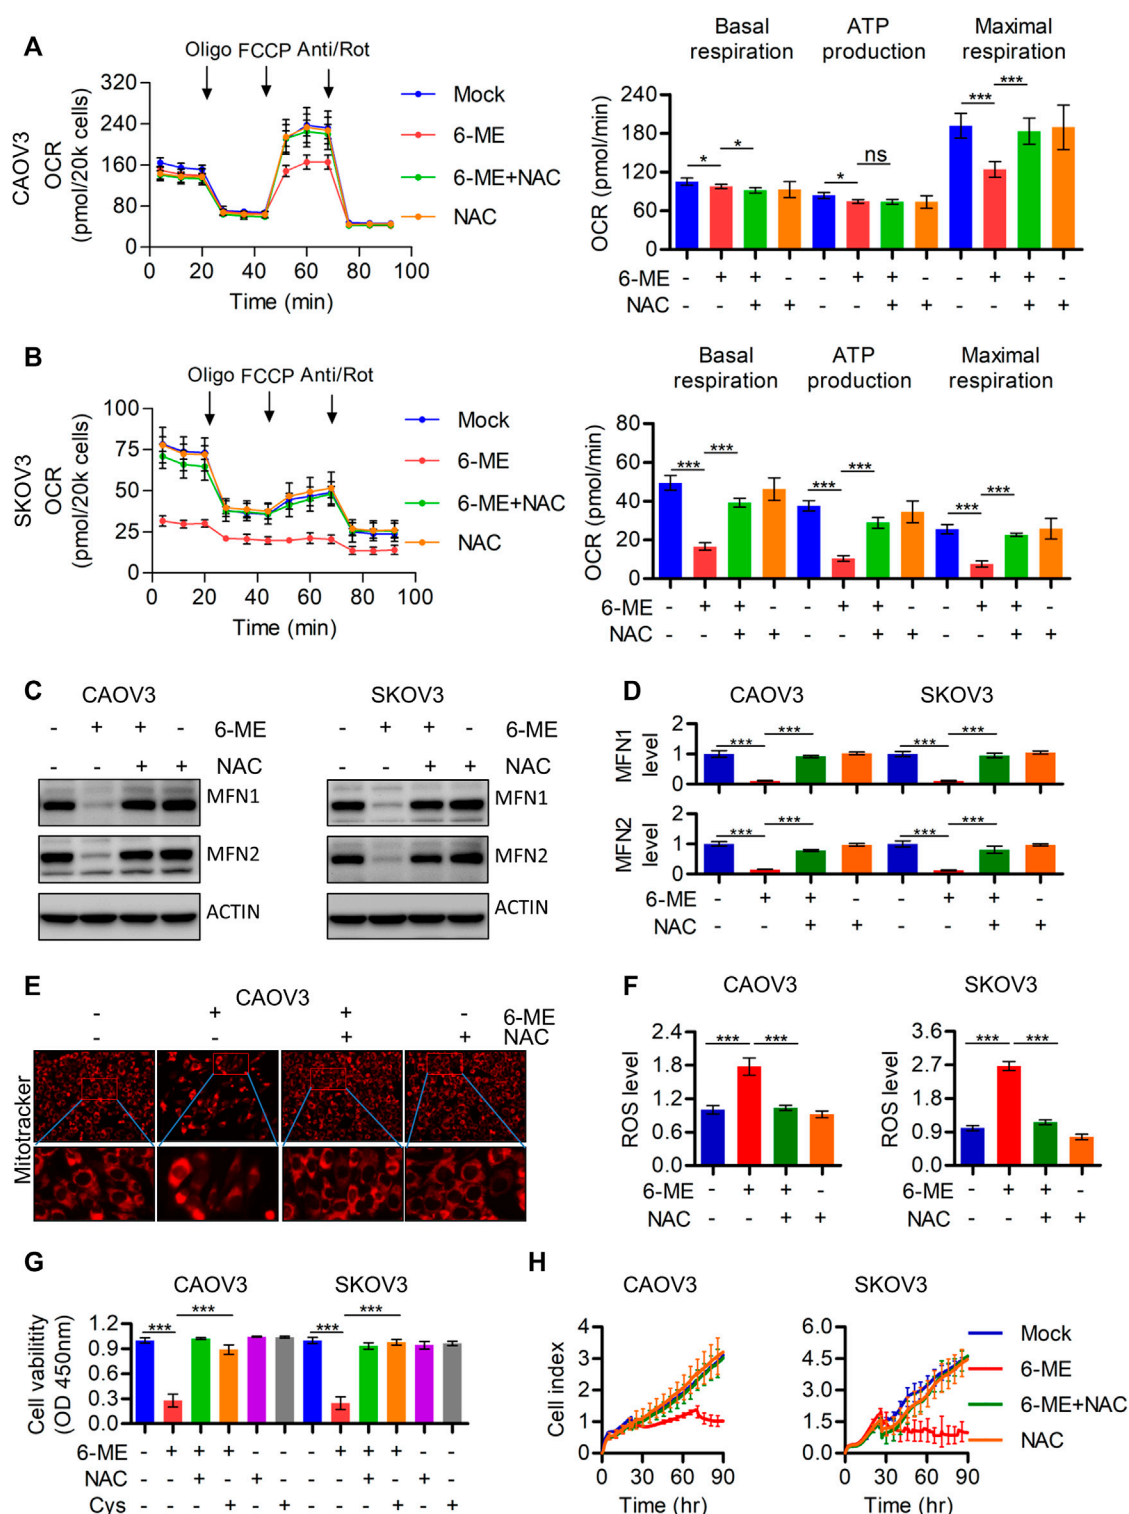 A
Oligo FCCP Anti/Rot
CAOV3
OCR
(pmol/20k cells)
320
240
160
80
0
0 20 40 60 80 100
Time (min)
Mock
6-ME
6-ME+NAC
NAC
Basal respiration
ATP production
Maximal respiration
OCR (pmol/min)
240
180
120
60
0
* * * ns *** ***
6-ME - + + - - + + - - + + -
NAC - - + + - - + + - - + +
B
Oligo FCCP Anti/Rot
SKOV3
OCR
(pmol/20k cells)
100
75
50
25
0
0 20 40 60 80 100
Time (min)
Mock
6-ME
6-ME+NAC
NAC
Basal respiration
ATP production
Maximal respiration
OCR (pmol/min)
80
60
40
20
0
*** *** *** *** *** ***
6-ME - + + - - + + - - + + -
NAC - - + + - - + + - - + +
C
CAOV3
SKOV3
- + + - 6-ME - + + - 6-ME
- - + + NAC - - + + NAC
MFN1 MFN1
MFN2 MFN2
ACTIN ACTIN
D
CAOV3 SKOV3
MFN1 level
2
1
0
*** *** *** ***
MFN2 level
2
1
0
*** *** *** ***
6-ME - + + - - + + -
NAC - - + + - - + +
E
CAOV3
- + + - 6-ME
- - + + NAC
Mitotracker
F
CAOV3
ROS level
2.4
1.8
1.2
0.6
0.0
*** ***
6-ME - + + -
NAC - - + +
SKOV3
ROS level
3.6
2.7
1.8
0.9
0.0
*** ***
- + + -
- - + +
G
CAOV3 SKOV3
Cell vabilitity
(OD 450nm)
1.2
0.9
0.6
0.3
0.0
*** *** *** ***
6-ME - + + + - - - + + + - -
NAC - - + - + - - - + - + -
Cys - - - + - + - - - + - +
H
CAOV3
Cell index
4
3
2
1
0
0 30 60 90
Time (hr)
SKOV3
6.0
4.5
3.0
1.5
0.0
0 30 60 90
Time (hr)
Mock
6-ME
6-ME+NAC
NAC